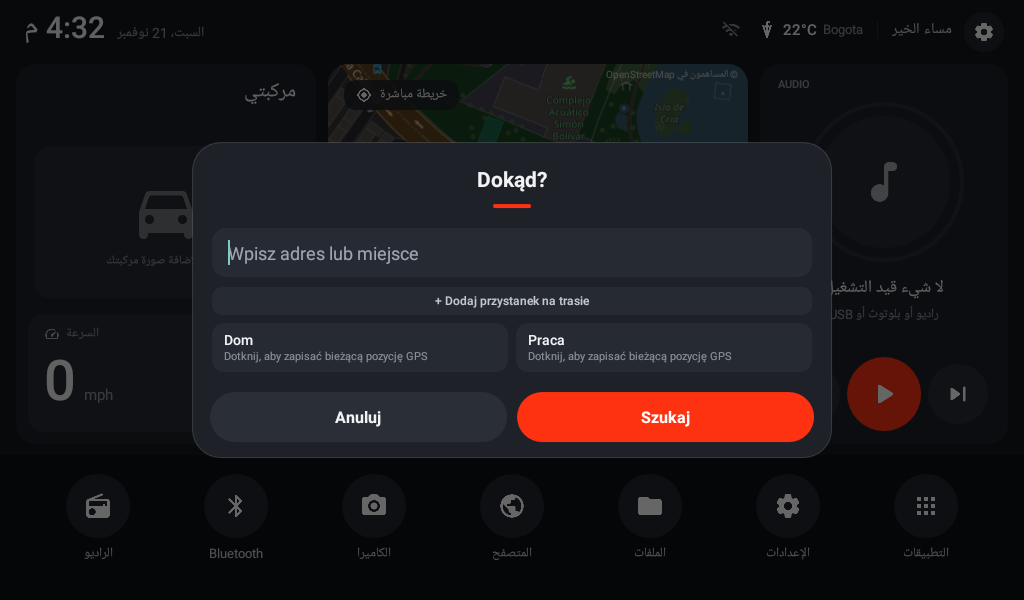 4:32 م
السبت، 21 نوفمبر
22°C
Bogota
مساء الخير
مركبتي
خريطة مباشرة
© المساهمون في OpenStreetMap
Complejo
Acuático
Simón
Bolívar
Isla de
AUDIO
إضافة صورة مركبتك
السرعة
0 mph
لا شيء قيد التشغيل
راديو أو بلوتوث أو USB
Dokąd?
Wpisz adres lub miejsce
+ Dodaj przystanek na trasie
Dom
Dotknij, aby zapisać bieżącą pozycję GPS
Praca
Dotknij, aby zapisać bieżącą pozycję GPS
Anuluj
Szukaj
الراديو
Bluetooth
الكاميرا
المتصفح
الملفات
الإعدادات
التطبيقات